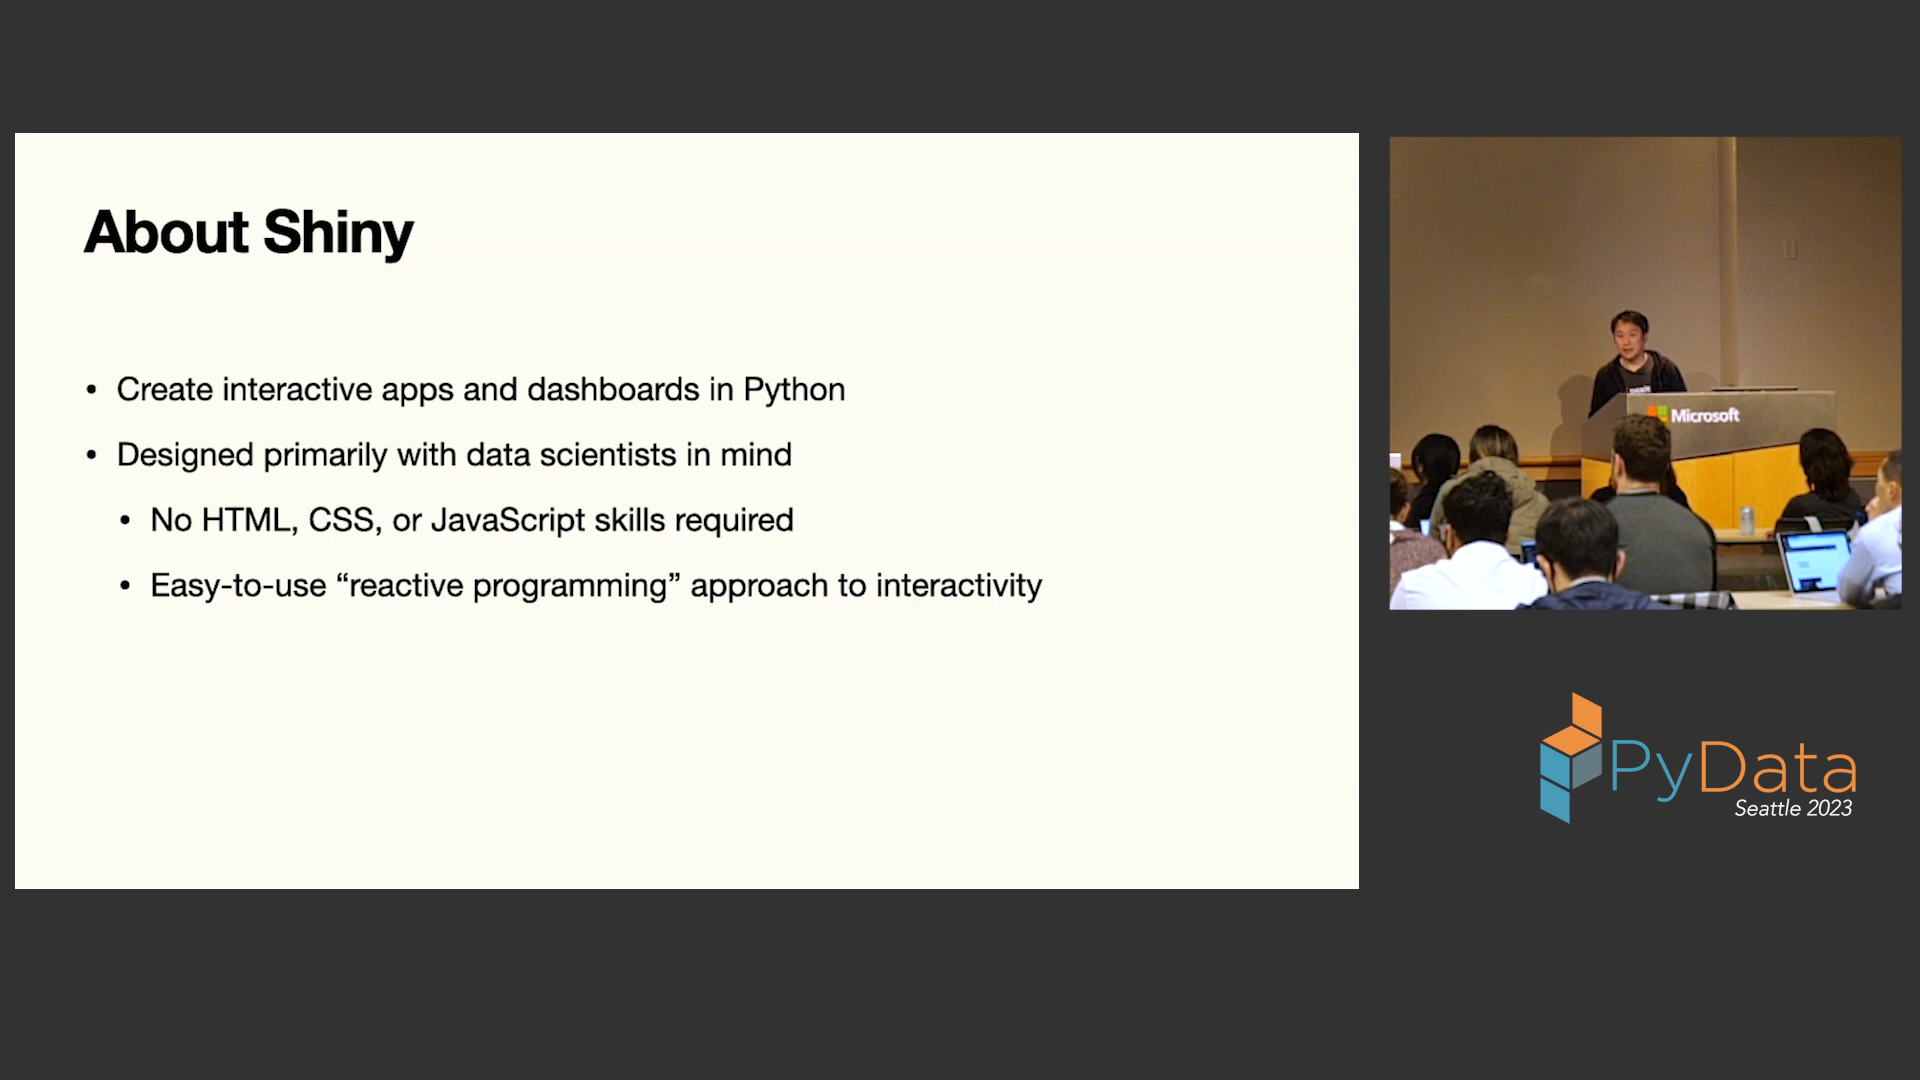 About Shiny
• Create interactive apps and dashboards in Python
• Designed primarily with data scientists in mind
• No HTML, CSS, or JavaScript skills required
• Easy-to-use “reactive programming” approach to interactivity
Microsoft
PyData
Seattle 2023